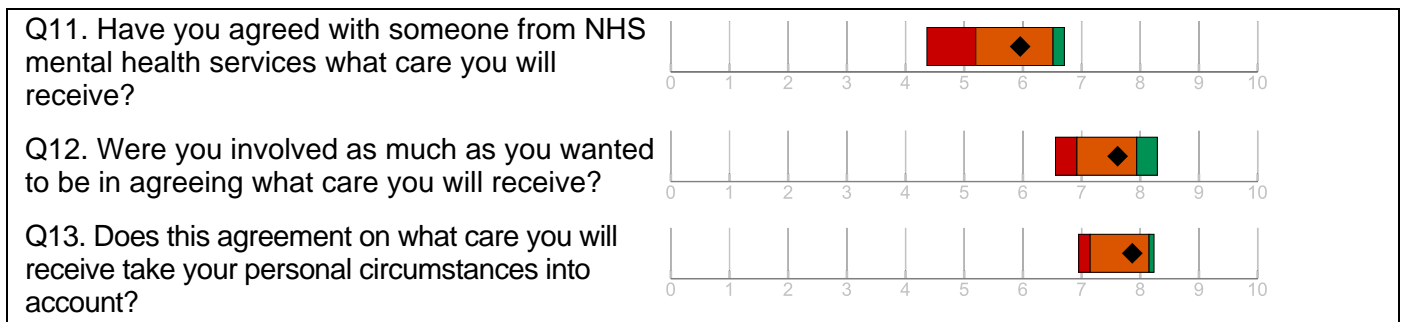 Q11. Have you agreed with someone from NHS
mental health services what care you will
receive?
0 1 2 3 4 5 6 7 8 9 10
Q12. Were you involved as much as you wanted
to be in agreeing what care you will receive?
0 1 2 3 4 5 6 7 8 9 10
Q13. Does this agreement on what care you will
receive take your personal circumstances into
account?
0 1 2 3 4 5 6 7 8 9 10